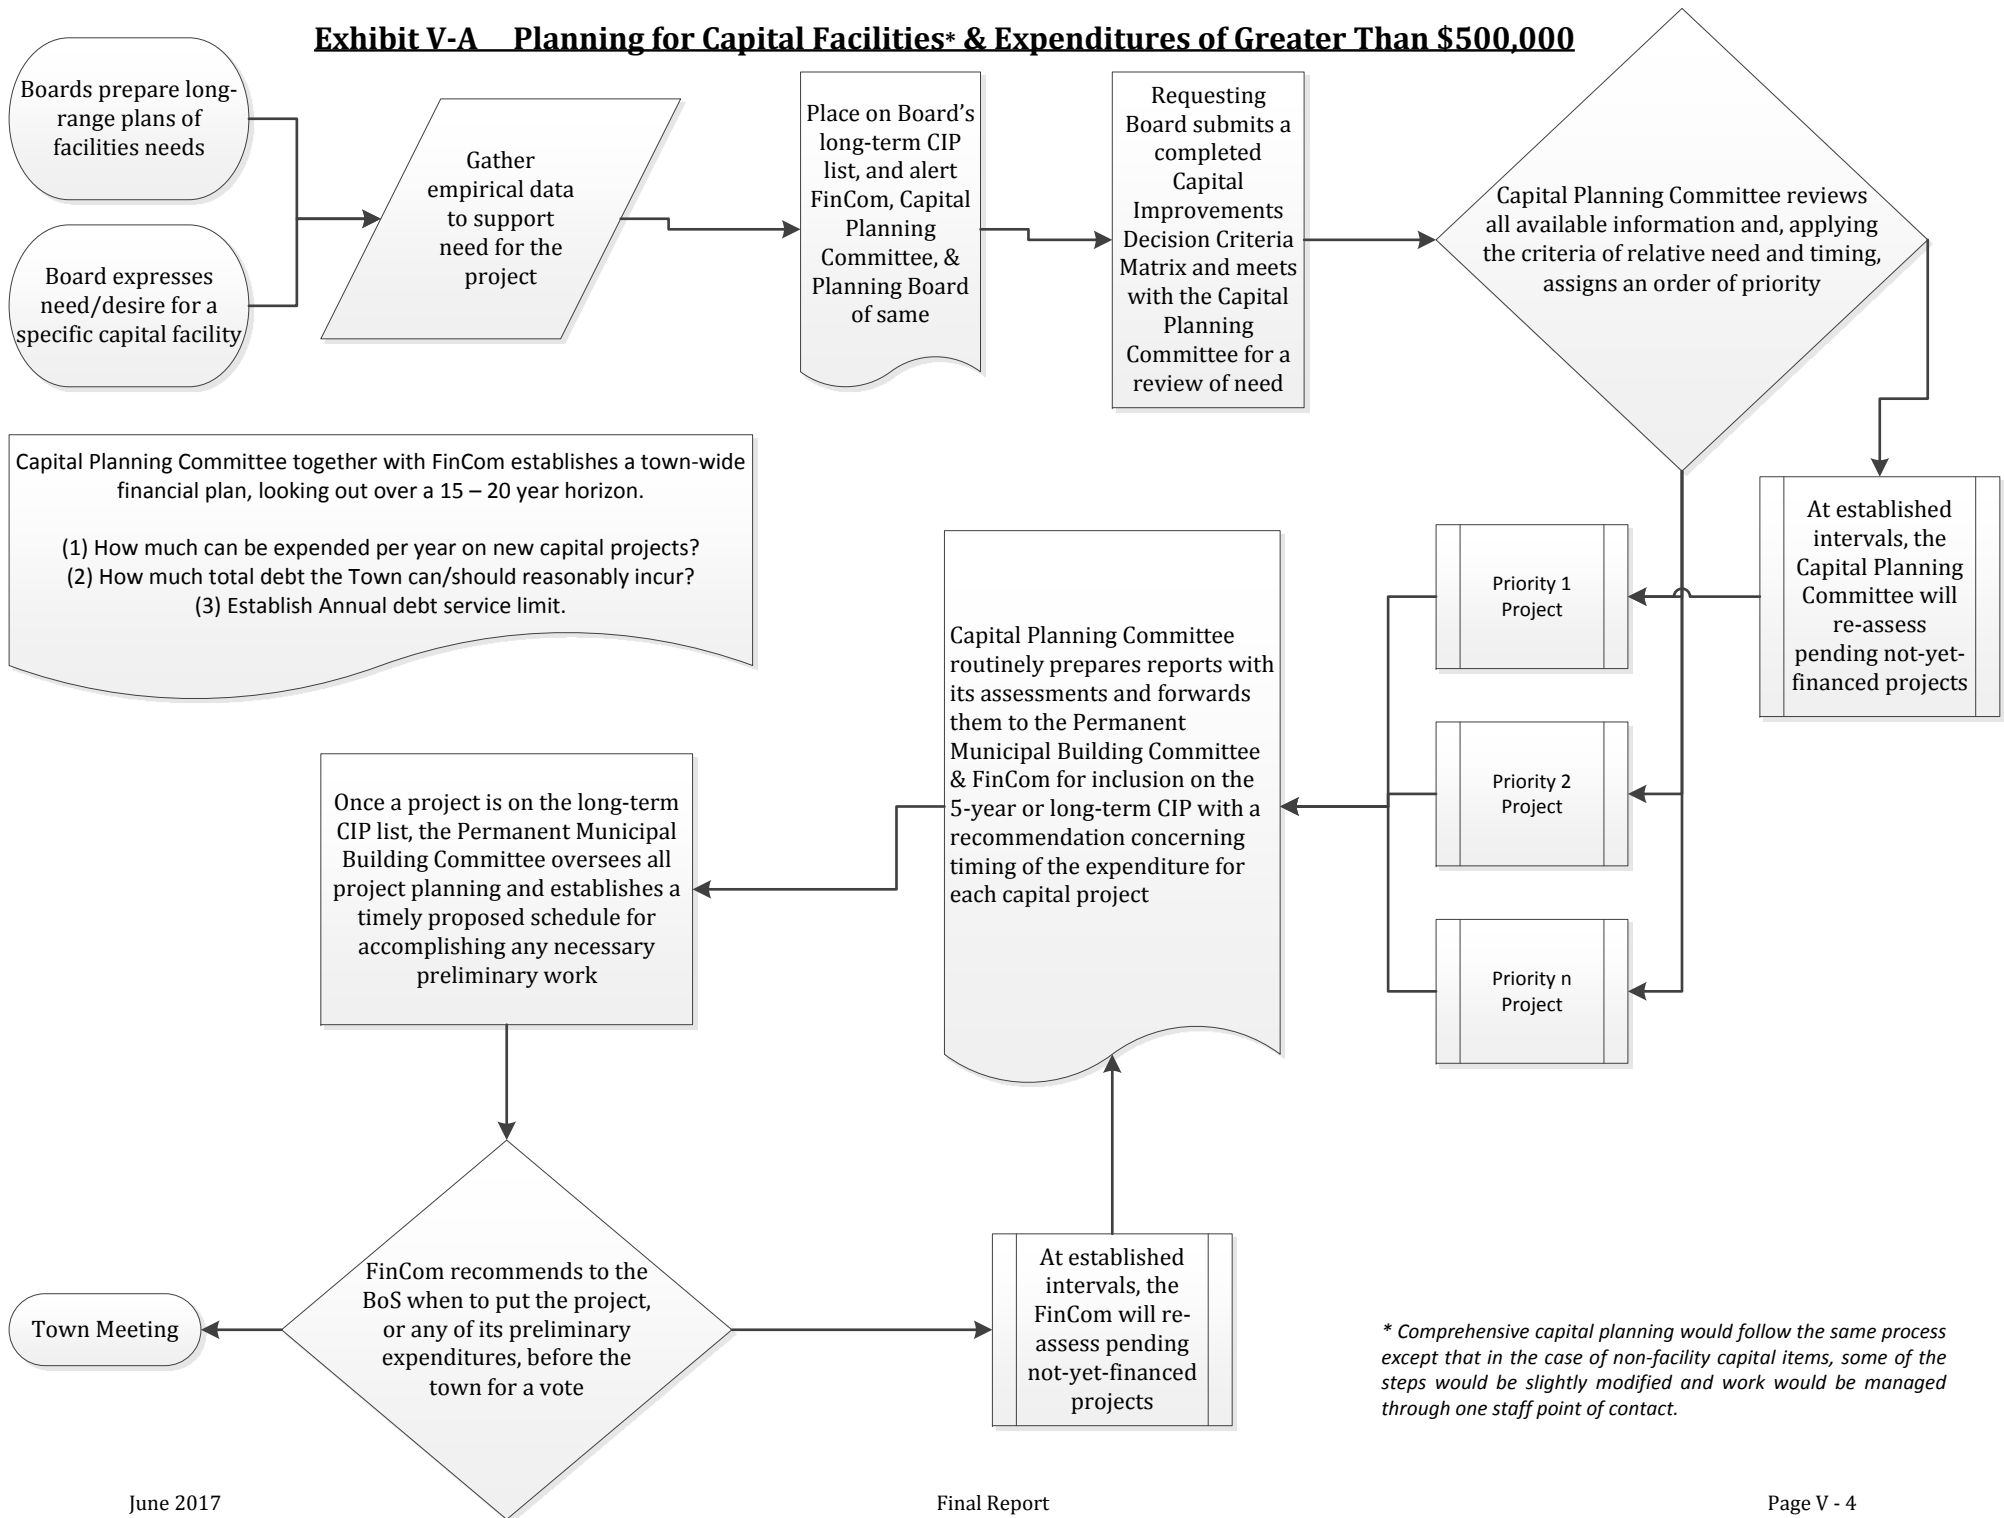 Exhibit V-A Planning for Capital Facilities* & Expenditures of Greater Than $500,000
Boards prepare long-
range plans of
facilities needs
Board expresses
need/desire for a
specific capital facility
Gather
empirical data
to support
need for the
project
Place on Board’s
long-term CIP
list, and alert
FinCom, Capital
Planning
Committee, &
Planning Board
of same
Requesting
Board submits a
completed
Capital
Improvements
Decision Criteria
Matrix and meets
with the Capital
Planning
Committee for a
review of need
Capital Planning Committee reviews
all available information and, applying
the criteria of relative need and timing,
assigns an order of priority
Capital Planning Committee together with FinCom establishes a town-wide
financial plan, looking out over a 15 – 20 year horizon.
(1) How much can be expended per year on new capital projects?
(2) How much total debt the Town can/should reasonably incur?
(3) Establish Annual debt service limit.
At established
intervals, the
Capital Planning
Committee will
re-assess
pending not-yet-
financed projects
Priority 1
Project
Priority 2
Project
Priority n
Project
Capital Planning Committee
routinely prepares reports with
its assessments and forwards
them to the Permanent
Municipal Building Committee
& FinCom for inclusion on the
5-year or long-term CIP with a
recommendation concerning
timing of the expenditure for
each capital project
Once a project is on the long-term
CIP list, the Permanent Municipal
Building Committee oversees all
project planning and establishes a
timely proposed schedule for
accomplishing any necessary
preliminary work
FinCom recommends to the
BoS when to put the project,
or any of its preliminary
expenditures, before the
town for a vote
Town Meeting
At established
intervals, the
FinCom will re-
assess pending
not-yet-financed
projects
* Comprehensive capital planning would follow the same process
except that in the case of non-facility capital items, some of the
steps would be slightly modified and work would be managed
through one staff point of contact.
June 2017
Final Report
Page V - 4